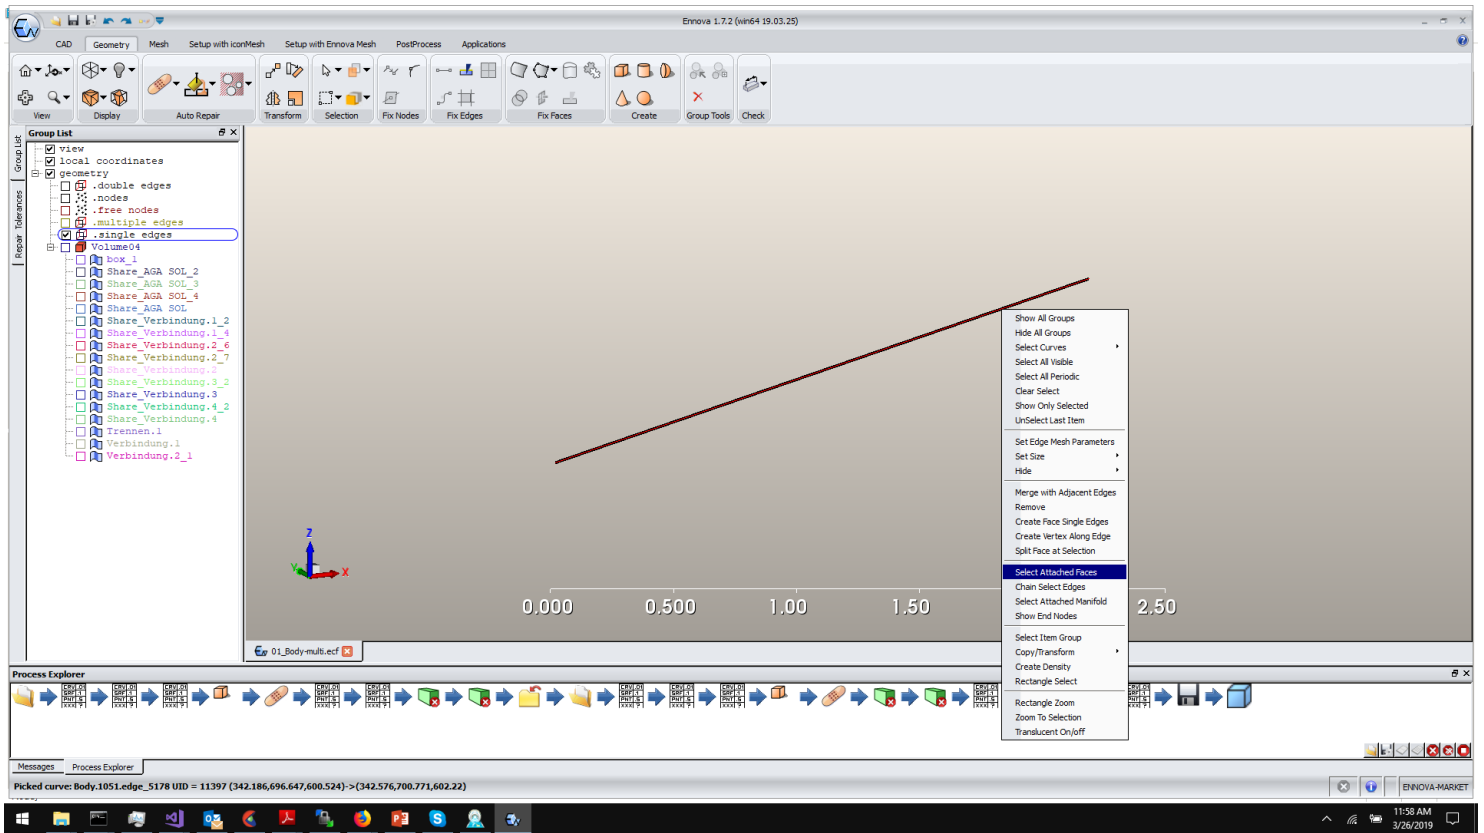 Ennova 1.7.2 (win64 19.03.25)
CAD
Geometry
Mesh
Setup with iconMesh
Setup with Ennova Mesh
PostProcess
Applications
View
Display
Auto Repair
Transform
Selection
Fix Nodes
Fix Edges
Fix Faces
Create
Group Tools
Check
Group List
Group List
Repair Tolerances
view
local coordinates
geometry
.double edges
.nodes
.free nodes
.multiple edges
.single edges
Volume04
box_1
Share_AGA SOL_2
Share_AGA SOL_3
Share_AGA SOL_4
Share_AGA SOL
Share_Verbindung.1_2
Share_Verbindung.1_4
Share_Verbindung.2_6
Share_Verbindung.2_7
Share_Verbindung.2
Share_Verbindung.3_2
Share_Verbindung.3
Share_Verbindung.4_2
Share_Verbindung.4
Trennen.1
Verbindung.1
Verbindung.2_1
Z
Y
X
0.000
0.500
1.00
1.50
2.50
Show All Groups
Hide All Groups
Select Curves
Select All Visible
Select All Periodic
Clear Select
Show Only Selected
UnSelect Last Item
Set Edge Mesh Parameters
Set Size
Hide
Merge with Adjacent Edges
Remove
Create Face Single Edges
Create Vertex Along Edge
Split Face at Selection
Select Attached Faces
Chain Select Edges
Select Attached Manifold
Show End Nodes
Select Item Group
Copy/Transform
Create Density
Rectangle Select
Rectangle Zoom
Zoom To Selection
Translucent On/off
01_Body-multi.ecf
Process Explorer
Messages
Process Explorer
Picked curve: Body.1051.edge_5178 UID = 11397 (342.186,696.647,600.524)->(342.576,700.771,602.22)
ENNOVA-MARKET
11:58 AM
3/26/2019